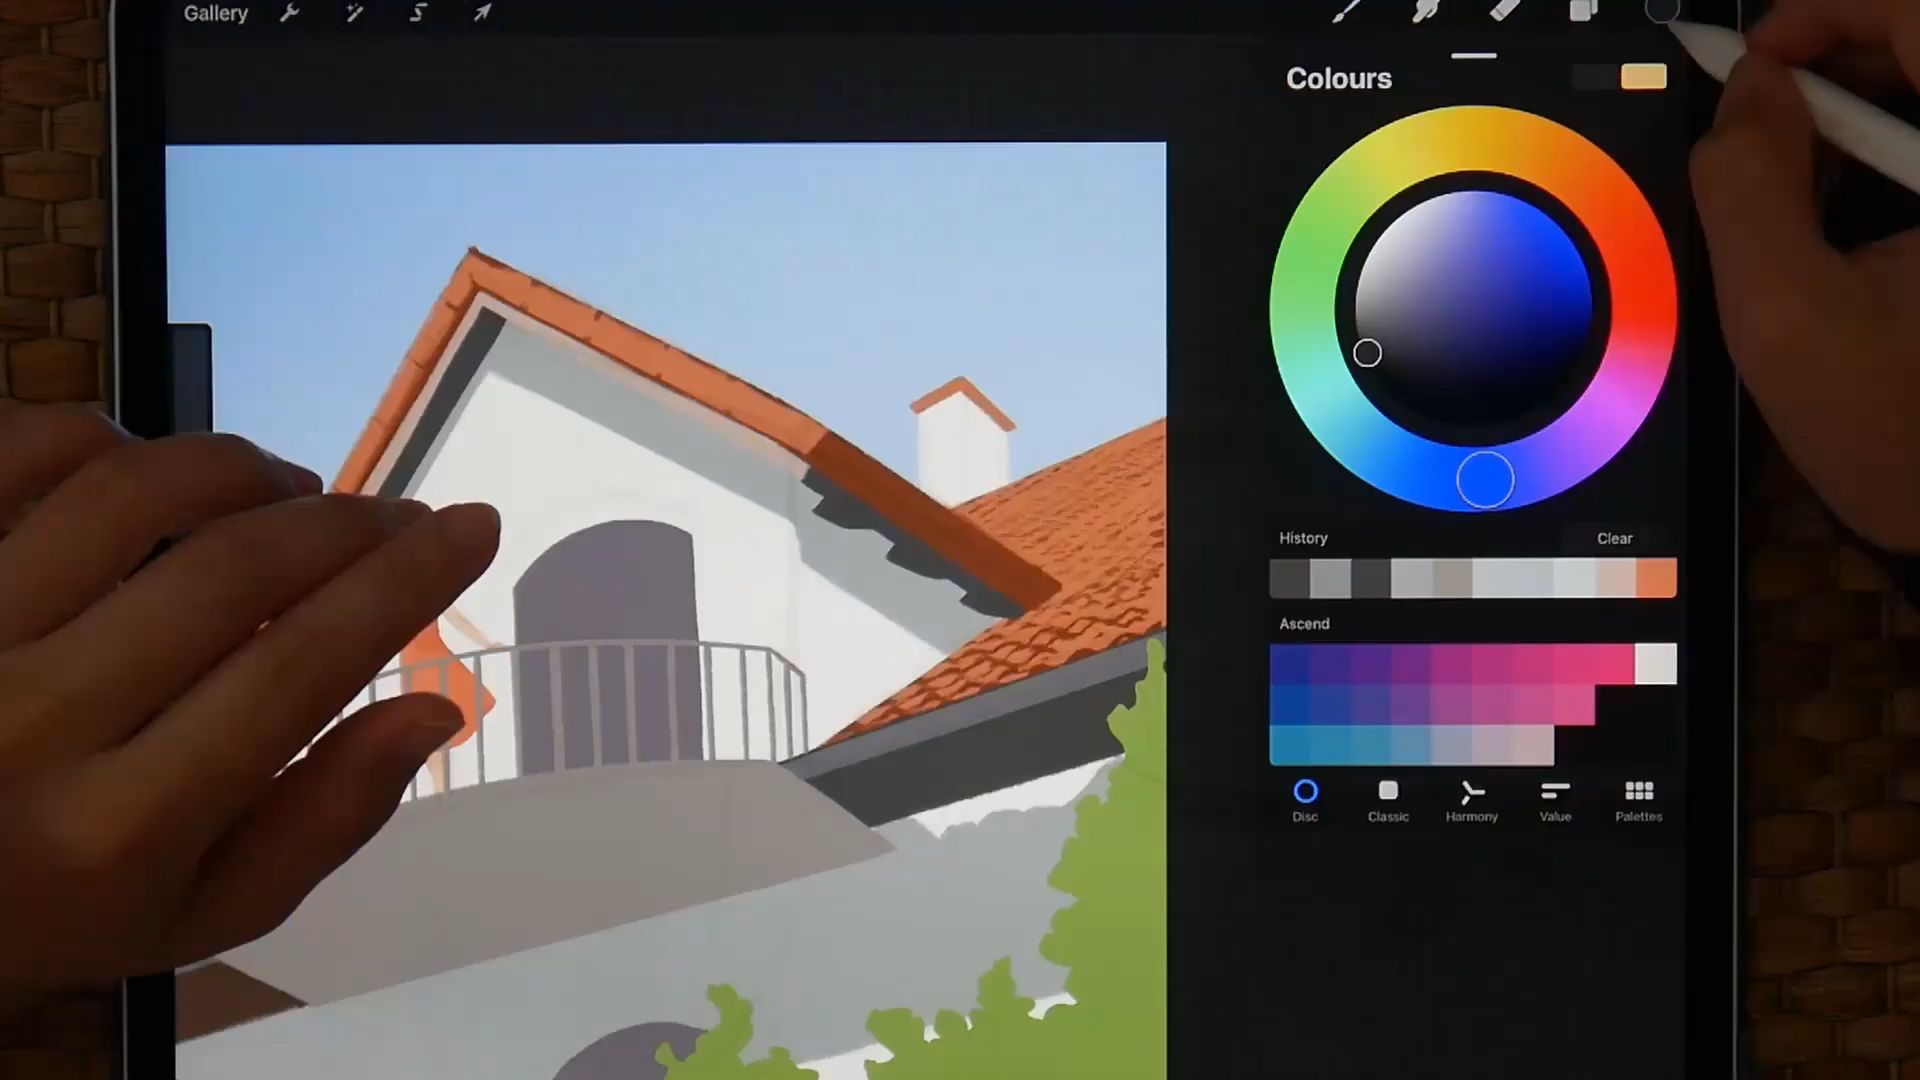 Gallery
Colours
History Clear
Ascend
Disc Classic Harmony Value Palettes